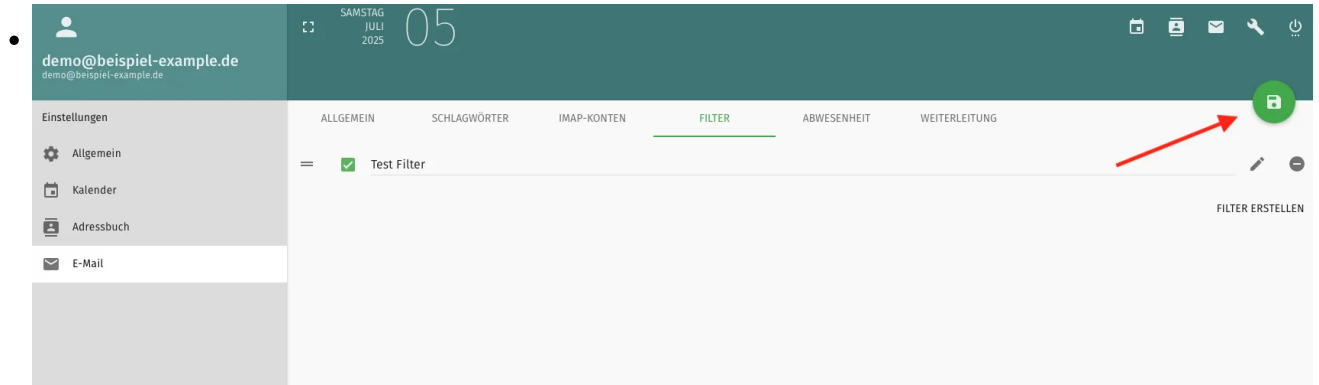 demo@beispiel-example.de
demo@beispiel-example.de
SAMSTAG
JULI
2025
05
Einstellungen
Allgemein
Kalender
Adressbuch
E-Mail
ALLGEMEIN SCHLAGWÖRTER IMAP-KONTEN FILTER ABWESENHEIT WEITERLEITUNG
Test Filter
FILTER ERSTELLEN